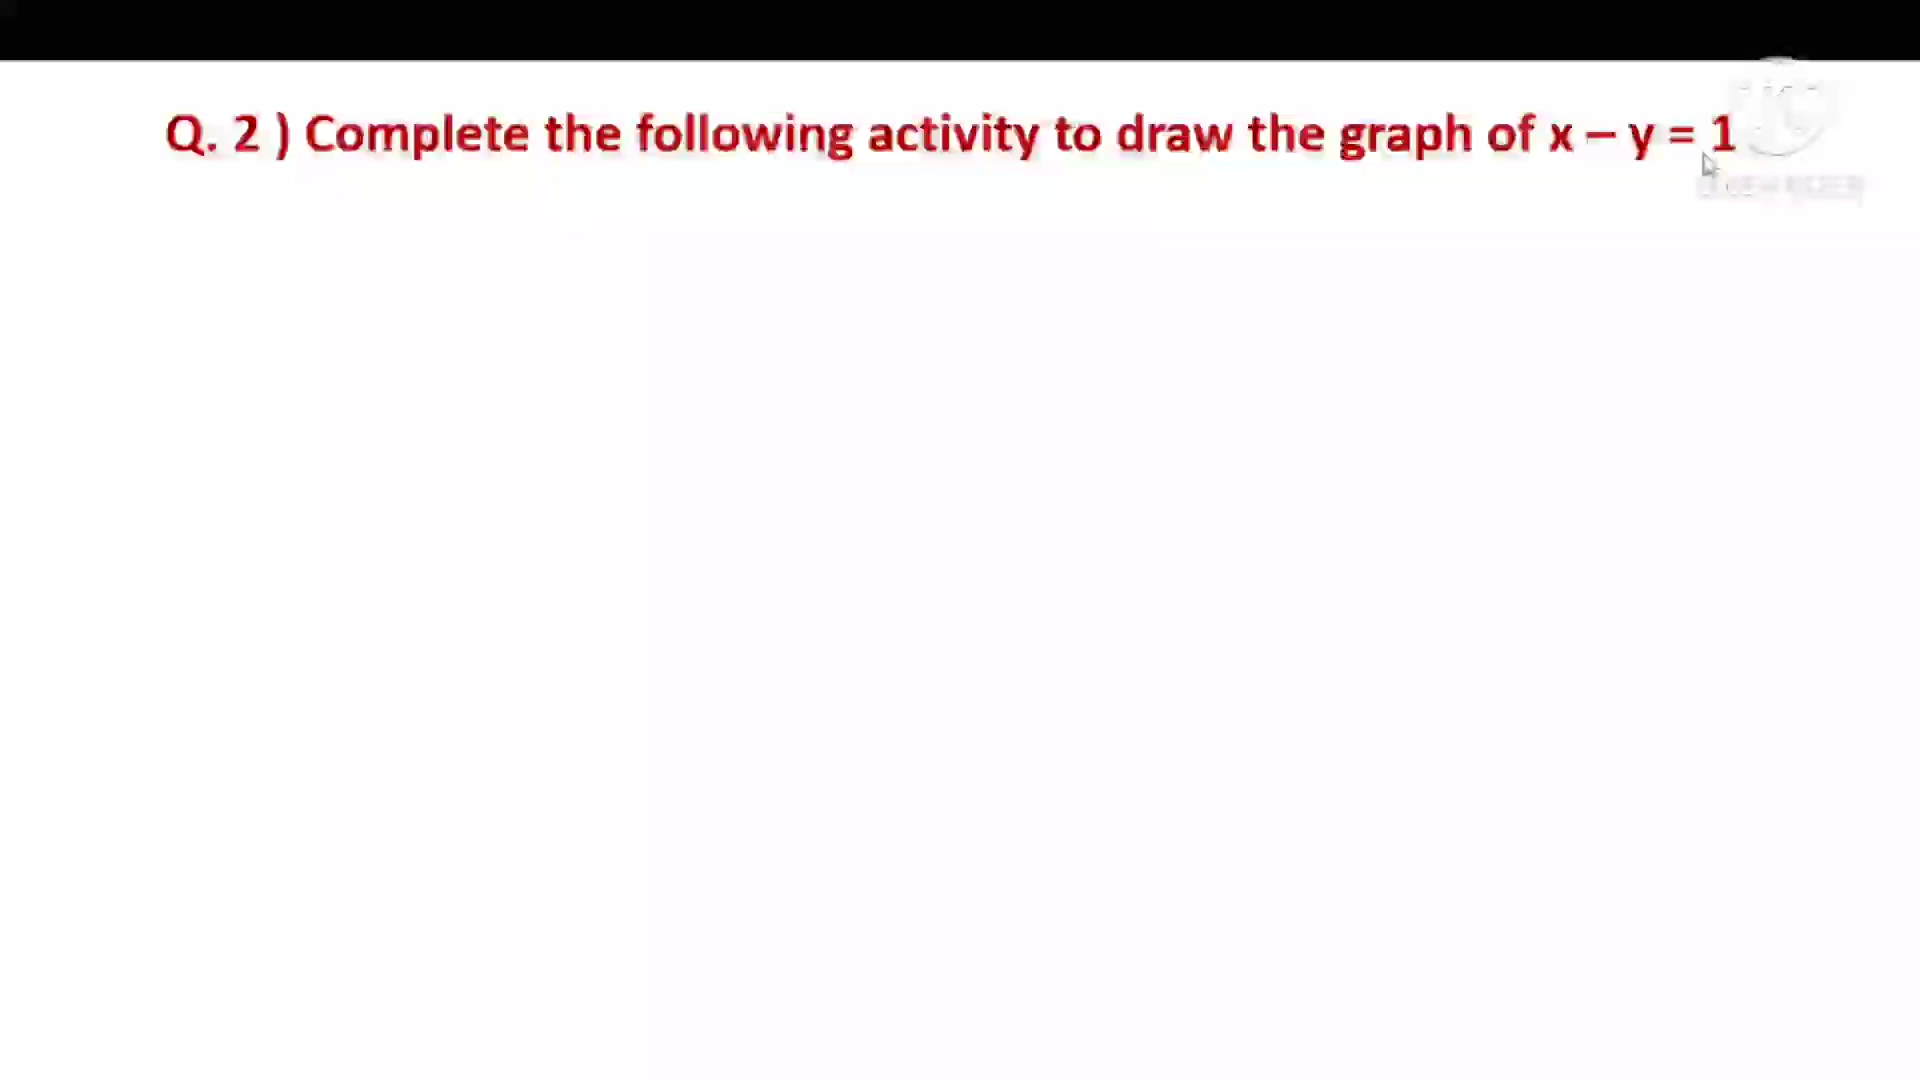 Q. 2 ) Complete the following activity to draw the graph of x – y = 1